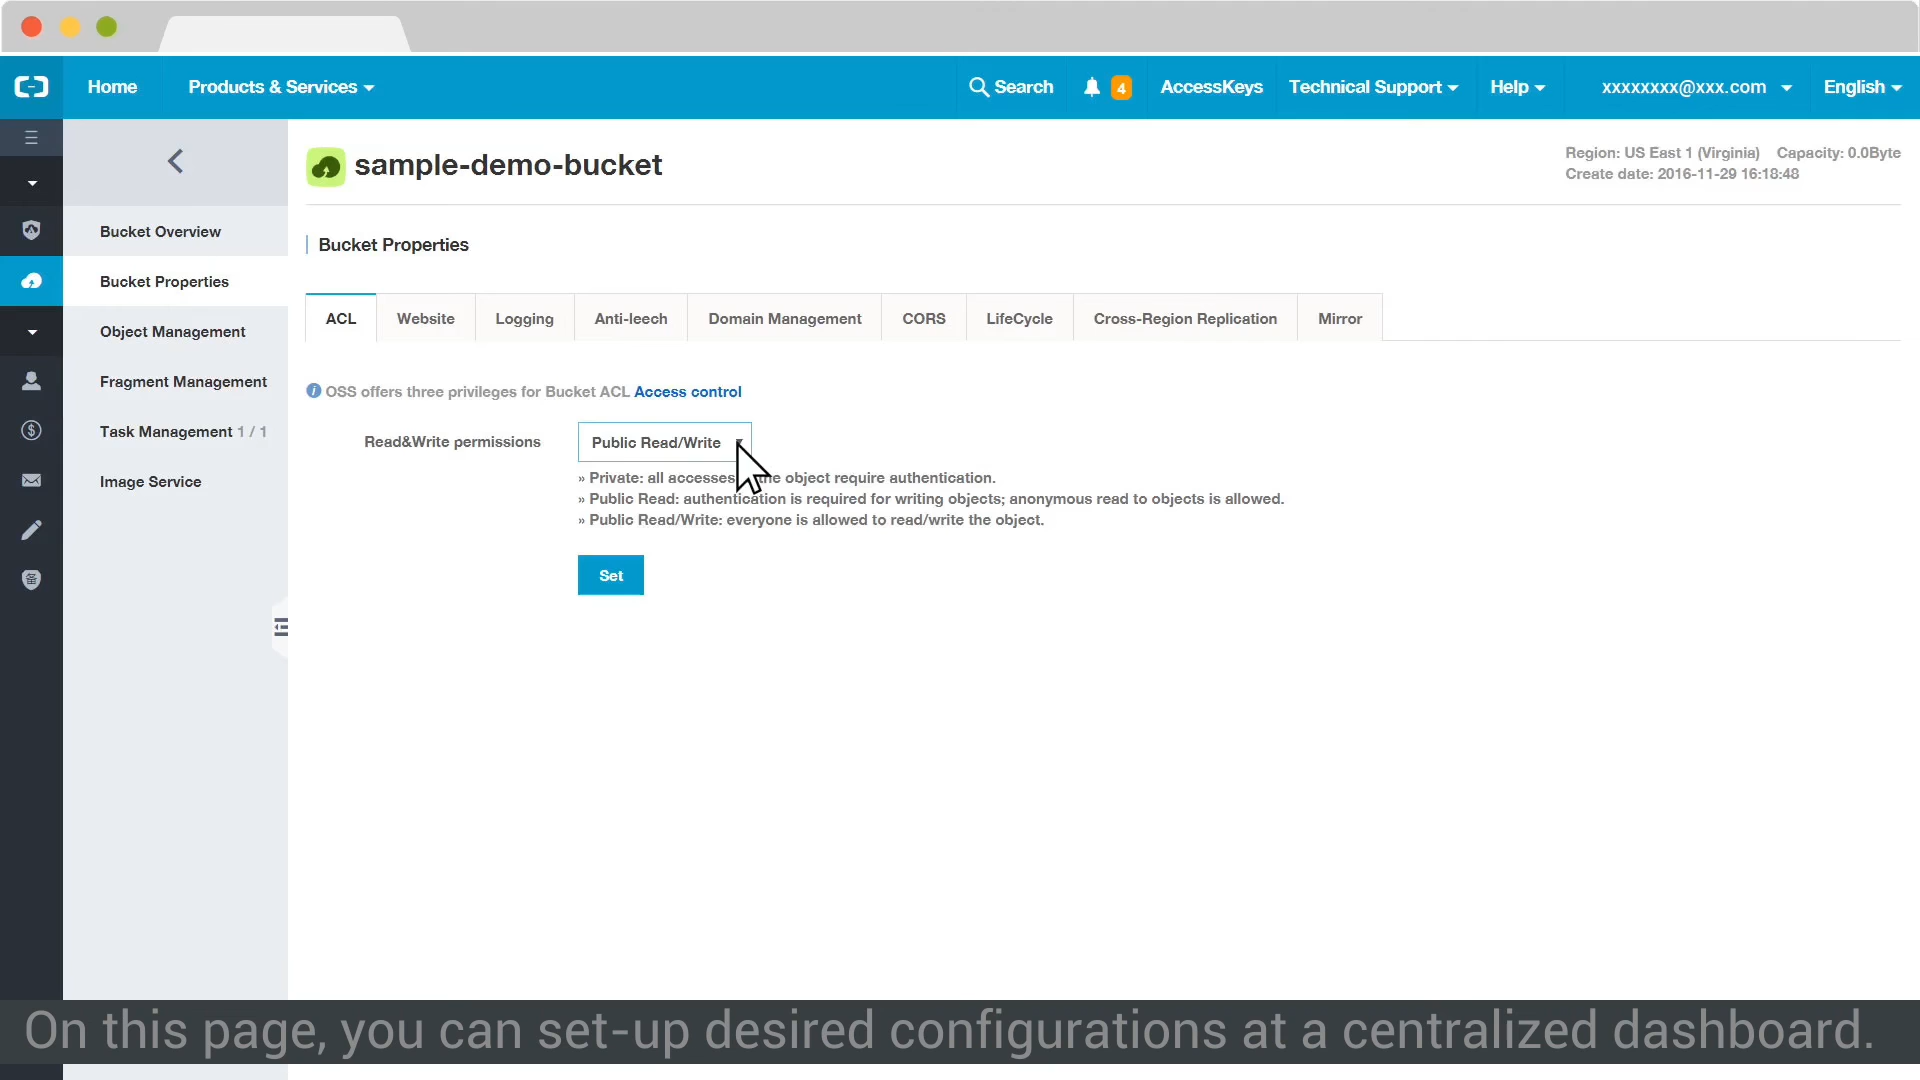 Home
Products & Services
Search
4
AccessKeys
Technical Support
Help
xxxxxxxx@xxx.com
English
sample-demo-bucket
Region: US East 1 (Virginia) Capacity: 0.0Byte
Create date: 2016-11-29 16:18:48
Bucket Overview
Bucket Properties
Object Management
Fragment Management
Task Management 1 / 1
Image Service
Bucket Properties
ACL
Website
Logging
Anti-leech
Domain Management
CORS
LifeCycle
Cross-Region Replication
Mirror
OSS offers three privileges for Bucket ACL Access control
Read&Write permissions
Public Read/Write
» Private: all accesses the object require authentication.
» Public Read: authentication is required for writing objects; anonymous read to objects is allowed.
» Public Read/Write: everyone is allowed to read/write the object.
Set
On this page, you can set-up desired configurations at a centralized dashboard.